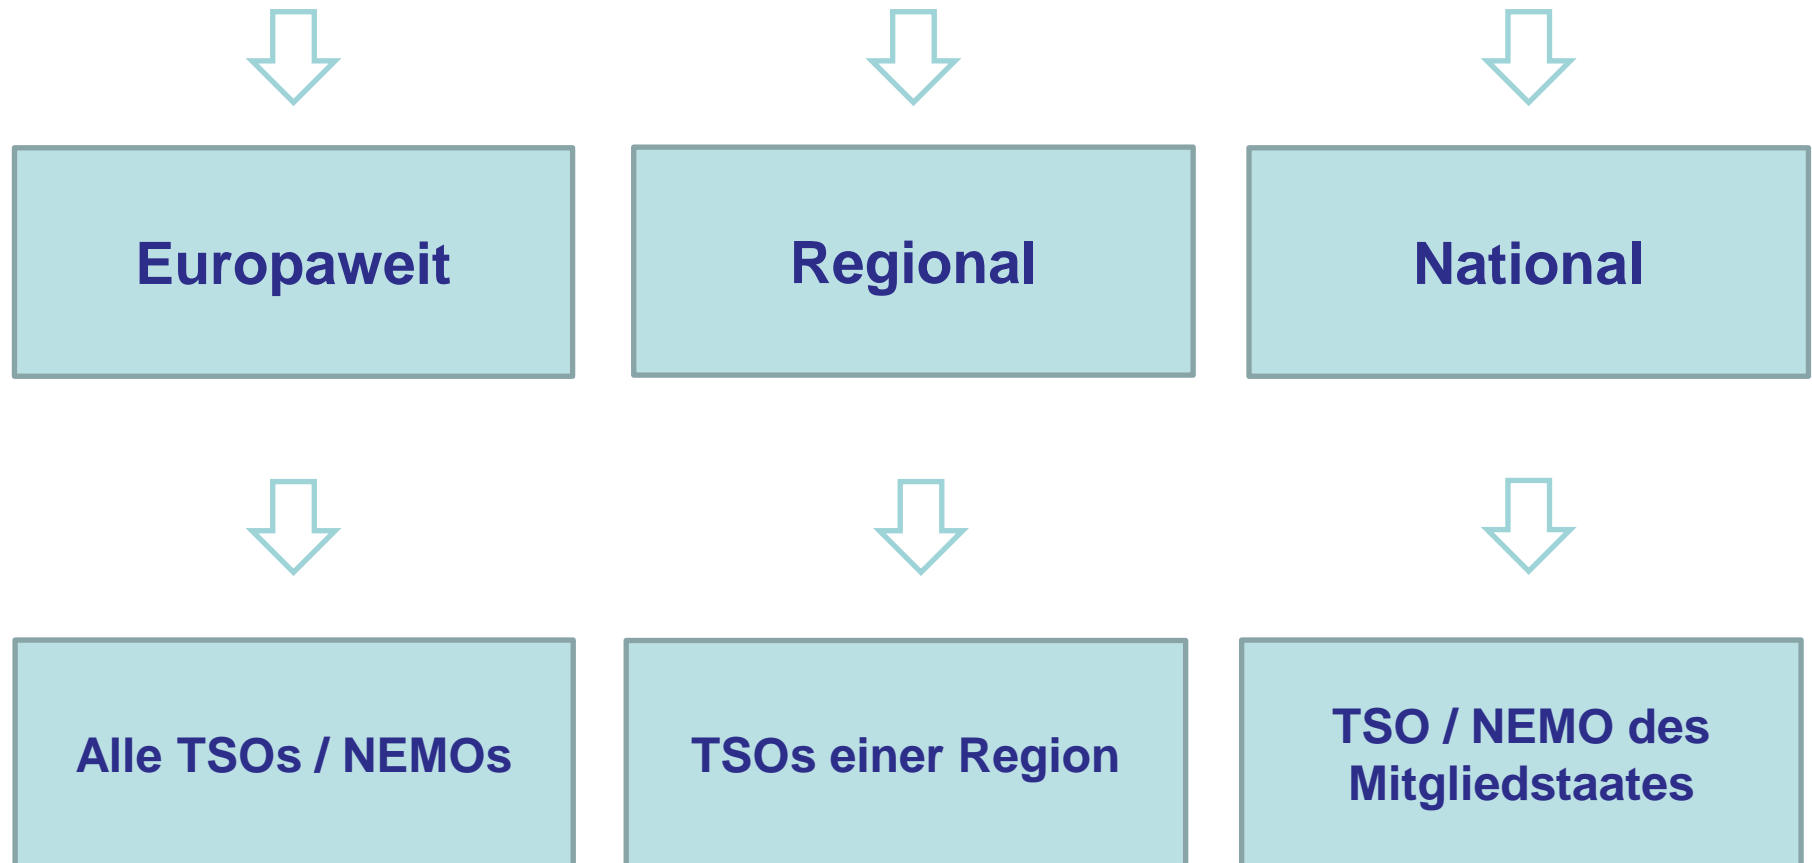 Europaweit
Regional
National
Alle TSOs / NEMOs
TSOs einer Region
TSO / NEMO des
Mitgliedstaates